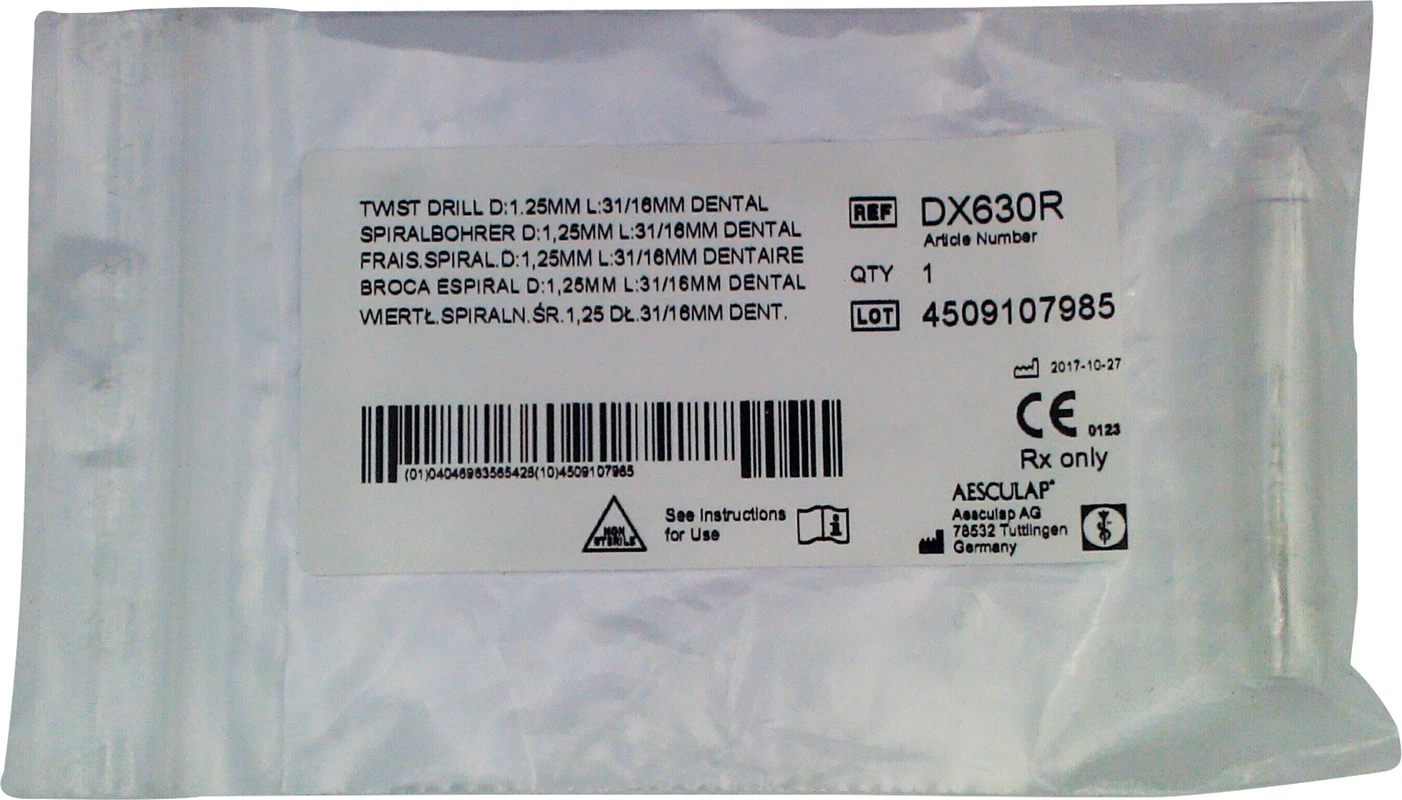 TWIST DRILL D:1.25MM L:31/16MM DENTAL
SPIRALBOHRER D:1,25MM L:31/16MM DENTAL
FRAIS.SPIRAL.D:1,25MM L:31/16MM DENTAIRE
BROCA ESPIRAL D:1,25MM L:31/16MM DENTAL
WIERTŁ.SPIRALN.ŚR.1,25 DŁ.31/16MM DENT.
REF DX630R
Article Number
QTY 1
LOT 4509107985
2017-10-27
CE 0123
Rx only
(01)04046963565428(10)4509107985
NON
STERILE
See Instructions
for Use
i
AESCULAP®
Aesculap AG
78532 Tuttlingen
Germany